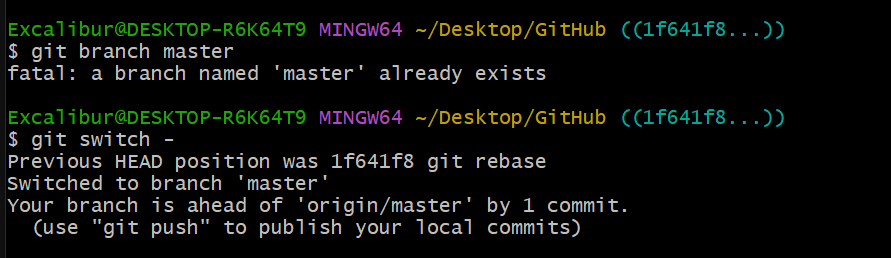 Excalibur@DESKTOP-R6K64T9 MINGW64 ~/Desktop/GitHub ((1f641f8...))
$ git branch master
fatal: a branch named 'master' already exists
Excalibur@DESKTOP-R6K64T9 MINGW64 ~/Desktop/GitHub ((1f641f8...))
$ git switch -
Previous HEAD position was 1f641f8 git rebase
Switched to branch 'master'
Your branch is ahead of 'origin/master' by 1 commit.
  (use "git push" to publish your local commits)